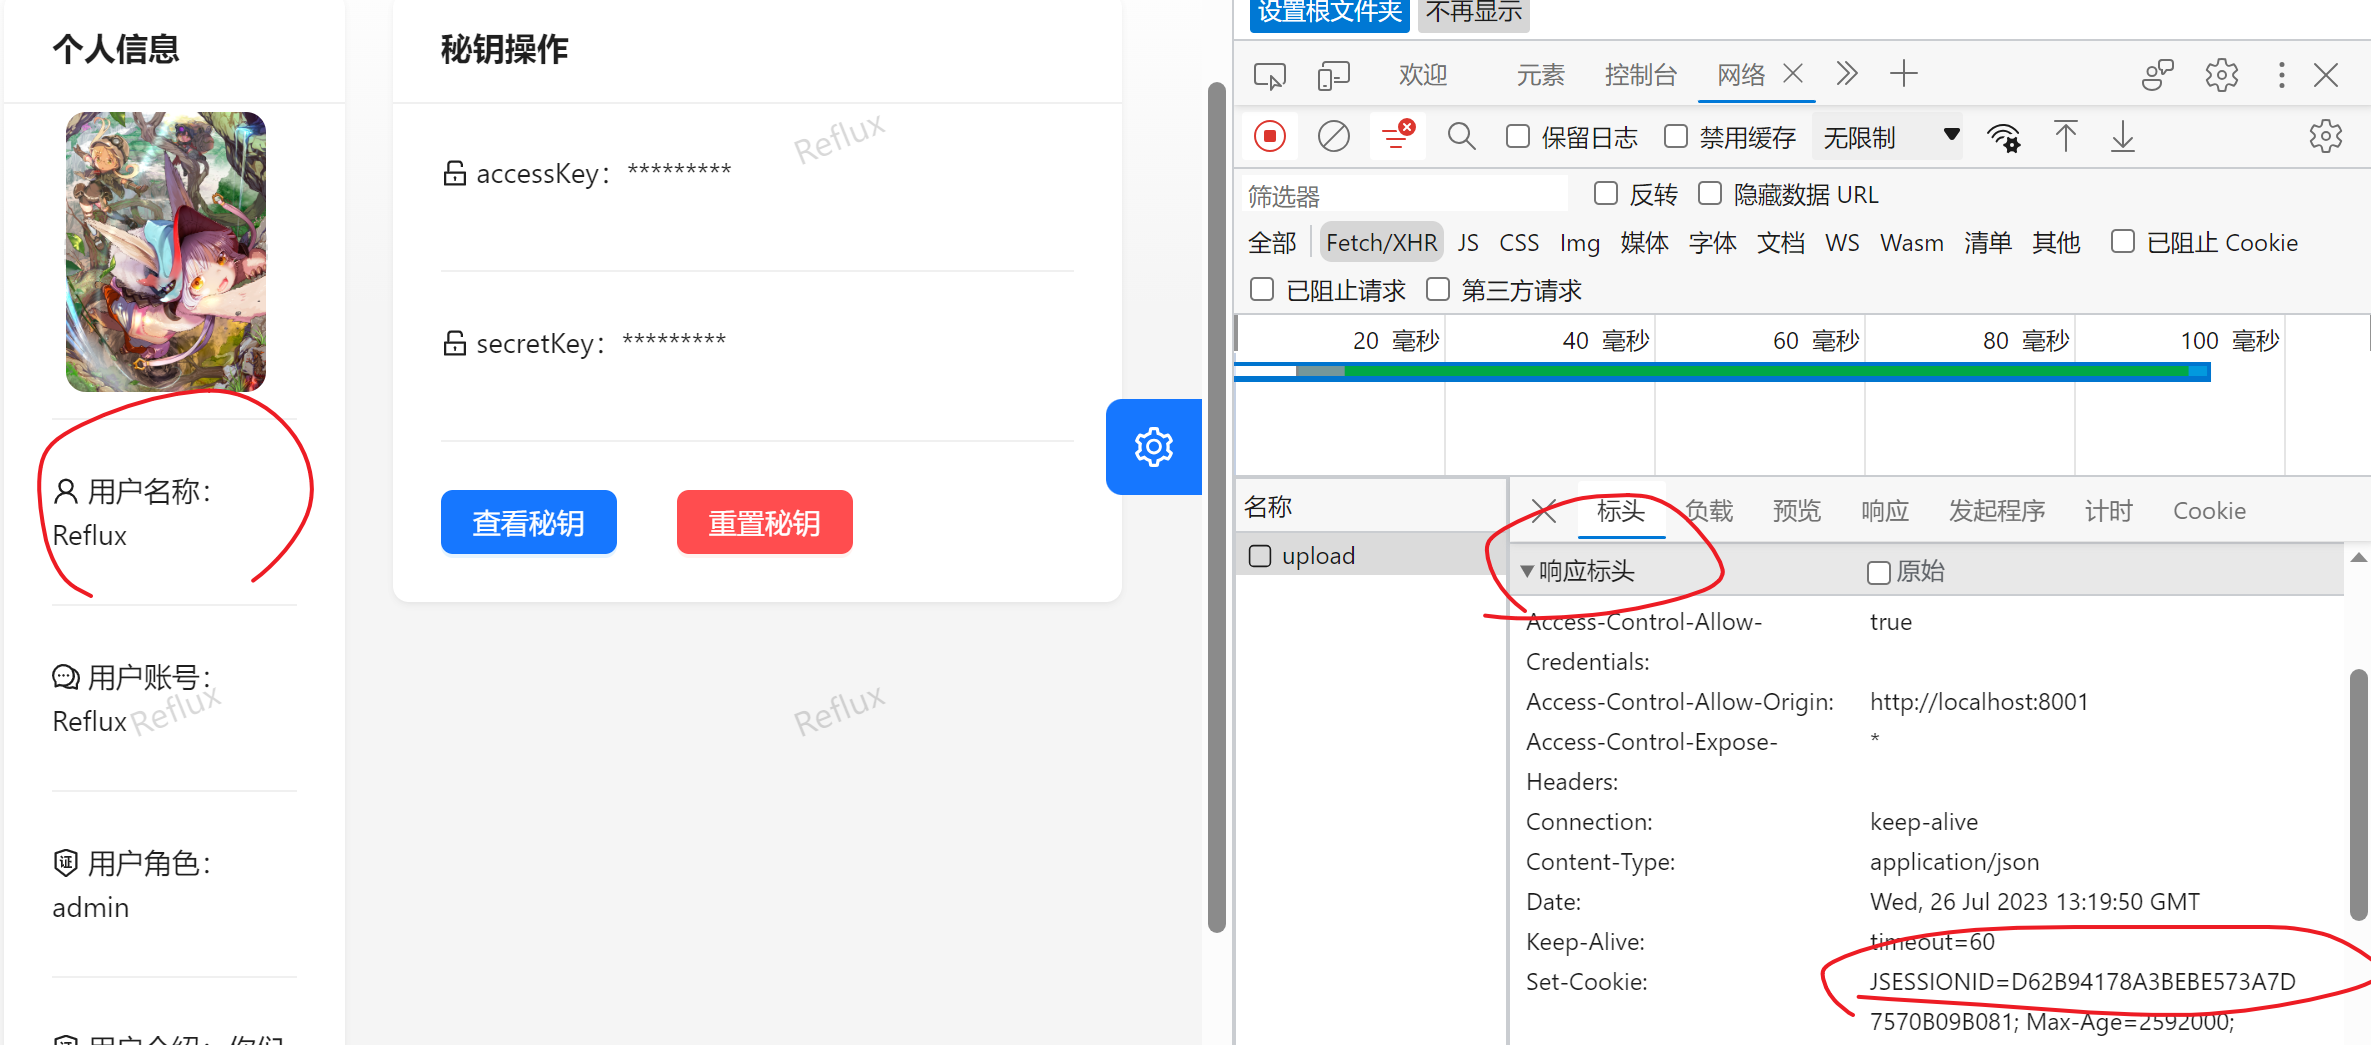 个人信息
用户名称：
Reflux
用户账号：
Reflux
Reflux
用户角色：
admin
用户介绍：你们
秘钥操作
Reflux
accessKey： *********
secretKey： *********
查看秘钥
重置秘钥
Reflux
设置根文件夹 不再显示
欢迎 元素 控制台 网络
保留日志 禁用缓存 无限制
筛选器 反转 隐藏数据 URL
全部 Fetch/XHR JS CSS Img 媒体 字体 文档 WS Wasm 清单 其他 已阻止 Cookie
已阻止请求 第三方请求
20 毫秒 40 毫秒 60 毫秒 80 毫秒 100 毫秒
名称
upload
标头 负载 预览 响应 发起程序 计时 Cookie
响应标头 原始
Access-Control-Allow- true
Credentials:
Access-Control-Allow-Origin: http://localhost:8001
Access-Control-Expose- *
Headers:
Connection: keep-alive
Content-Type: application/json
Date: Wed, 26 Jul 2023 13:19:50 GMT
Keep-Alive: timeout=60
Set-Cookie: JSESSIONID=D62B94178A3BEBE573A7D
7570B09B081; Max-Age=2592000;